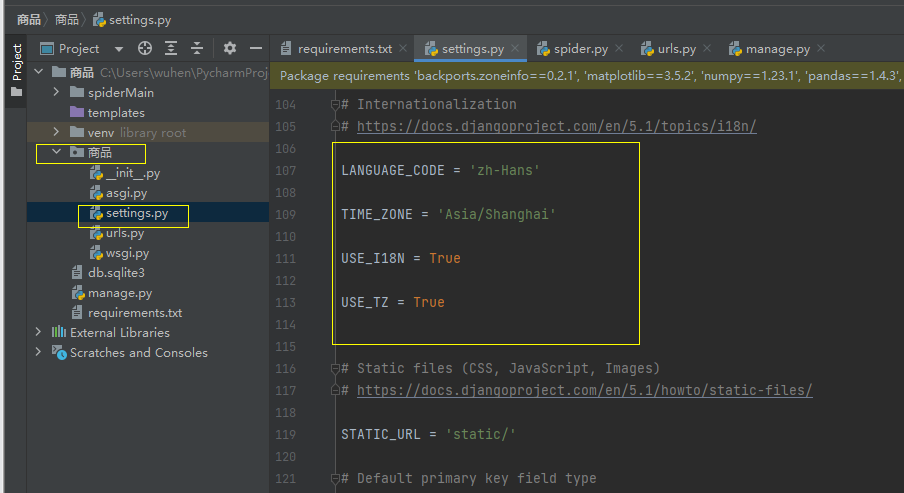 商品 商品 settings.py
Project
Project
requirements.txt settings.py spider.py urls.py manage.py
商品 C:\Users\wuhen\PycharmProj
Package requirements 'backports.zoneinfo==0.2.1', 'matplotlib==3.5.2', 'numpy==1.23.1', 'pandas==1.4.3',
spiderMain
templates
venv library root
商品
__init__.py
asgi.py
settings.py
urls.py
wsgi.py
db.sqlite3
manage.py
requirements.txt
External Libraries
Scratches and Consoles
104 # Internationalization
105 # https://docs.djangoproject.com/en/5.1/topics/i18n/
106
107 LANGUAGE_CODE = 'zh-Hans'
108
109 TIME_ZONE = 'Asia/Shanghai'
110
111 USE_I18N = True
112
113 USE_TZ = True
114
115
116 # Static files (CSS, JavaScript, Images)
117 # https://docs.djangoproject.com/en/5.1/howto/static-files/
118
119 STATIC_URL = 'static/'
120
121 # Default primary key field type